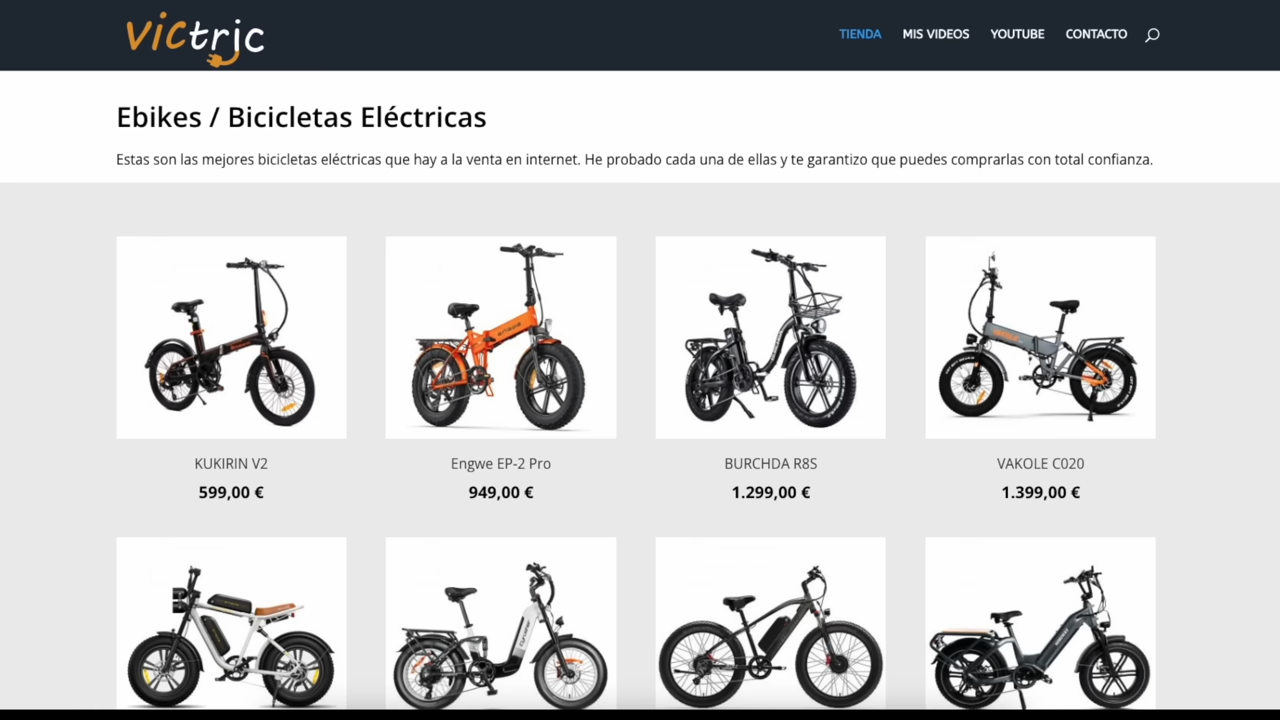 victric
TIENDA MIS VIDEOS YOUTUBE CONTACTO
Ebikes / Bicicletas Eléctricas
Estas son las mejores bicicletas eléctricas que hay a la venta en internet. He probado cada una de ellas y te garantizo que puedes comprarlas con total confianza.
KUKIRIN V2 Engwe EP-2 Pro BURCHDA R8S VAKOLE C020
599,00 € 949,00 € 1.299,00 € 1.399,00 €